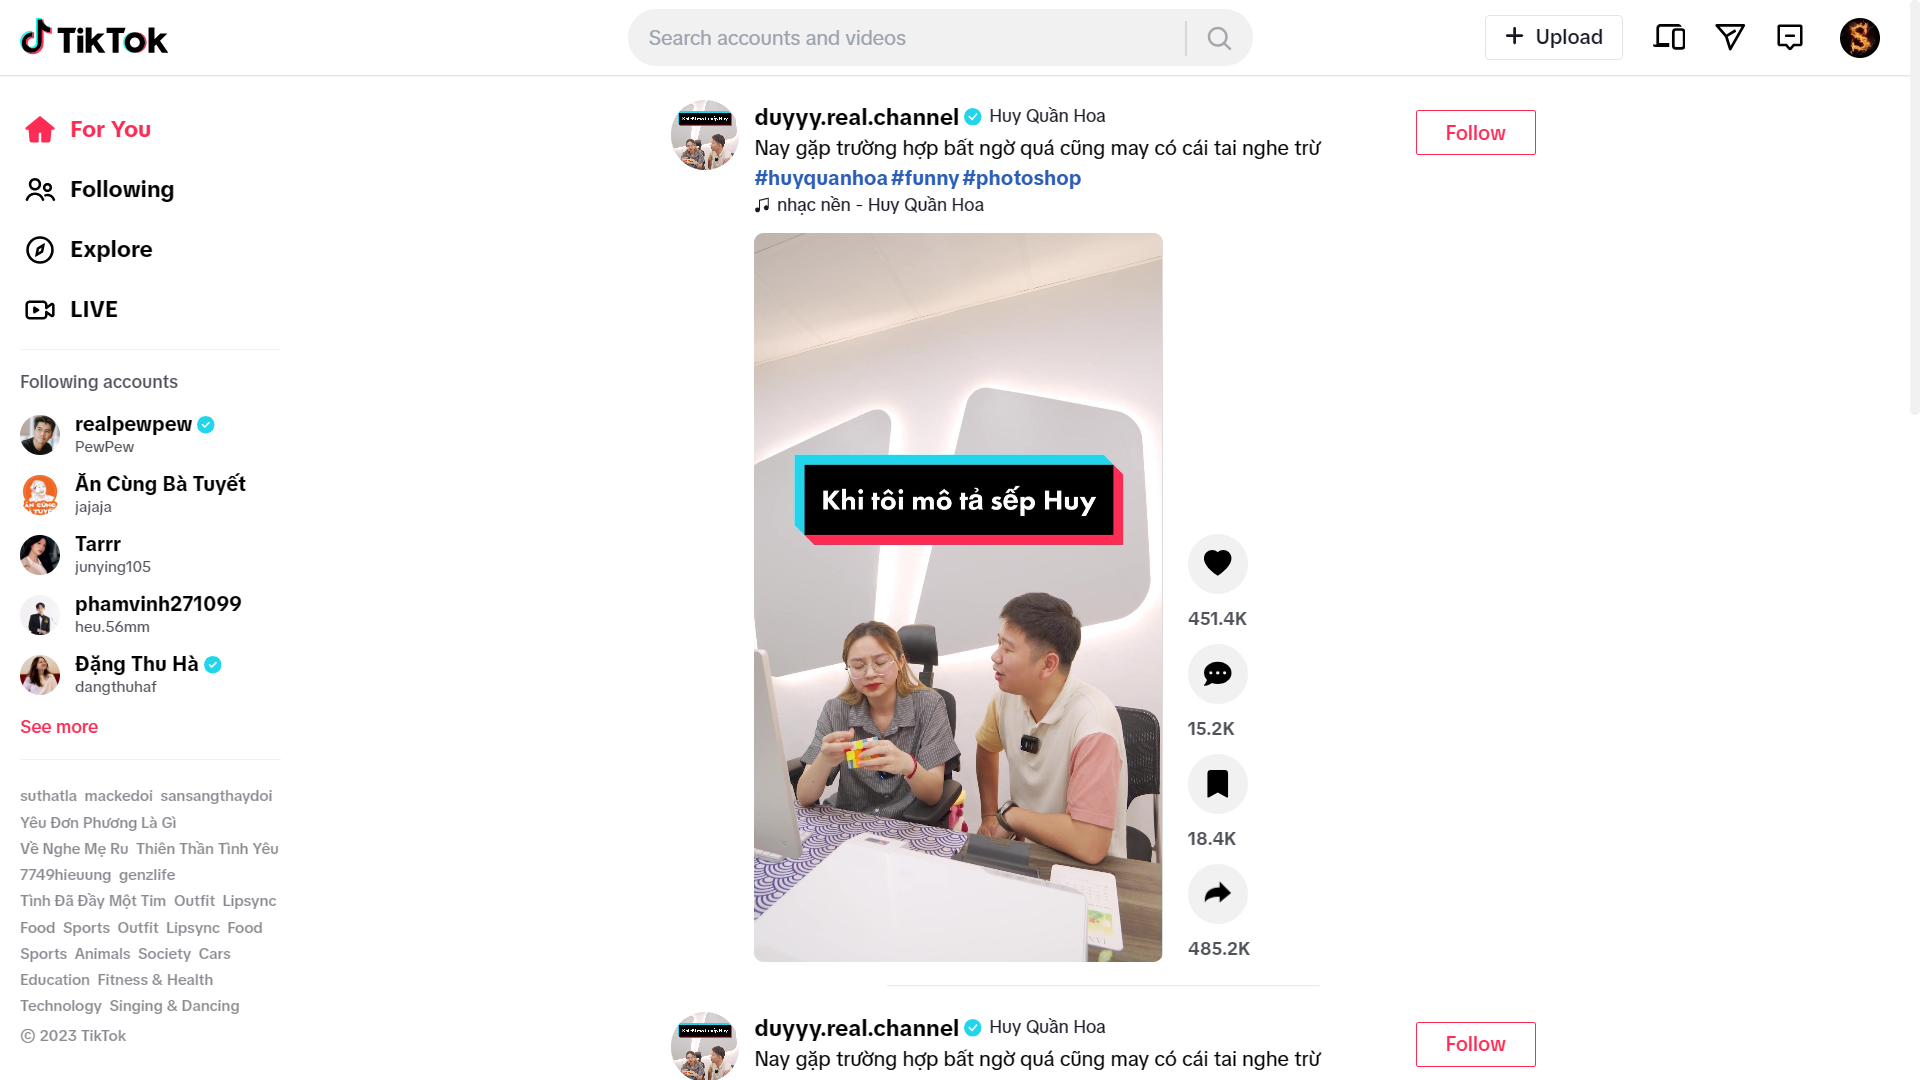 TikTok
Search accounts and videos
Upload
For You
Following
Explore
LIVE
Following accounts
realpewpew
PewPew
Ăn Cùng Bà Tuyết
jajaja
Tarrr
junying105
phamvinh271099
heu.56mm
Đặng Thu Hà
dangthuhaf
See more
suthatla mackedoi sansangthaydoi
Yêu Đơn Phương Là Gì
Về Nghe Mẹ Ru Thiên Thần Tình Yêu
7749hieuung genzlife
Tình Đã Đầy Một Tim Outfit Lipsync
Food Sports Outfit Lipsync Food
Sports Animals Society Cars
Education Fitness & Health
Technology Singing & Dancing
© 2023 TikTok
duyyy.real.channel Huy Quần Hoa
Follow
Nay gặp trường hợp bất ngờ quá cũng may có cái tai nghe trừ
#huyquanhoa #funny #photoshop
nhạc nền - Huy Quần Hoa
Khi tôi mô tả sếp Huy
451.4K
15.2K
18.4K
485.2K
duyyy.real.channel Huy Quần Hoa
Follow
Nay gặp trường hợp bất ngờ quá cũng may có cái tai nghe trừ